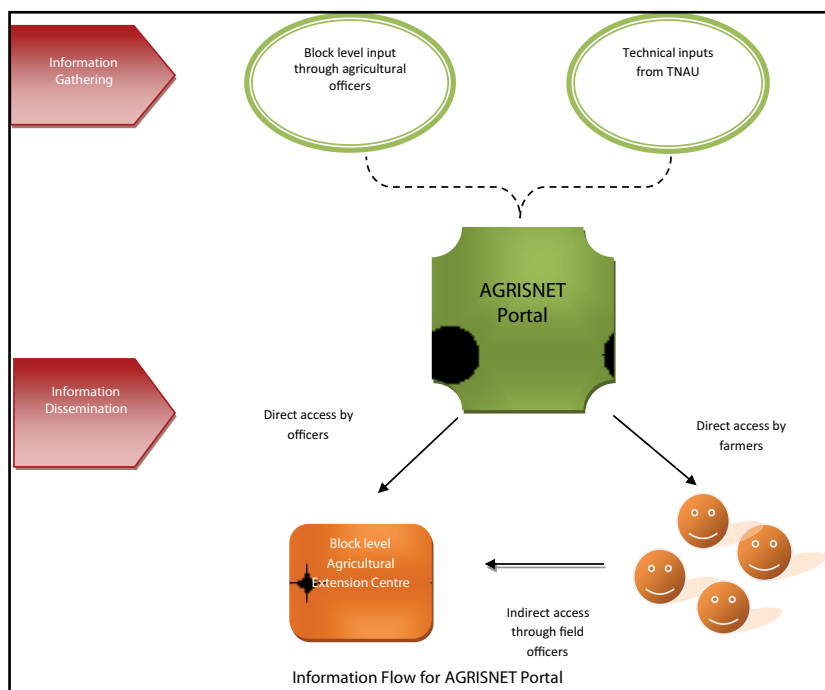 Information
Gathering
Block level input
through agricultural
officers
Technical inputs
from TNAU
AGRISNET
Portal
Information
Dissemination
Direct access by
officers
Direct access by
farmers
Block level
Agricultural
Extension Centre
Indirect access
through field
officers
Information Flow for AGRISNET Portal